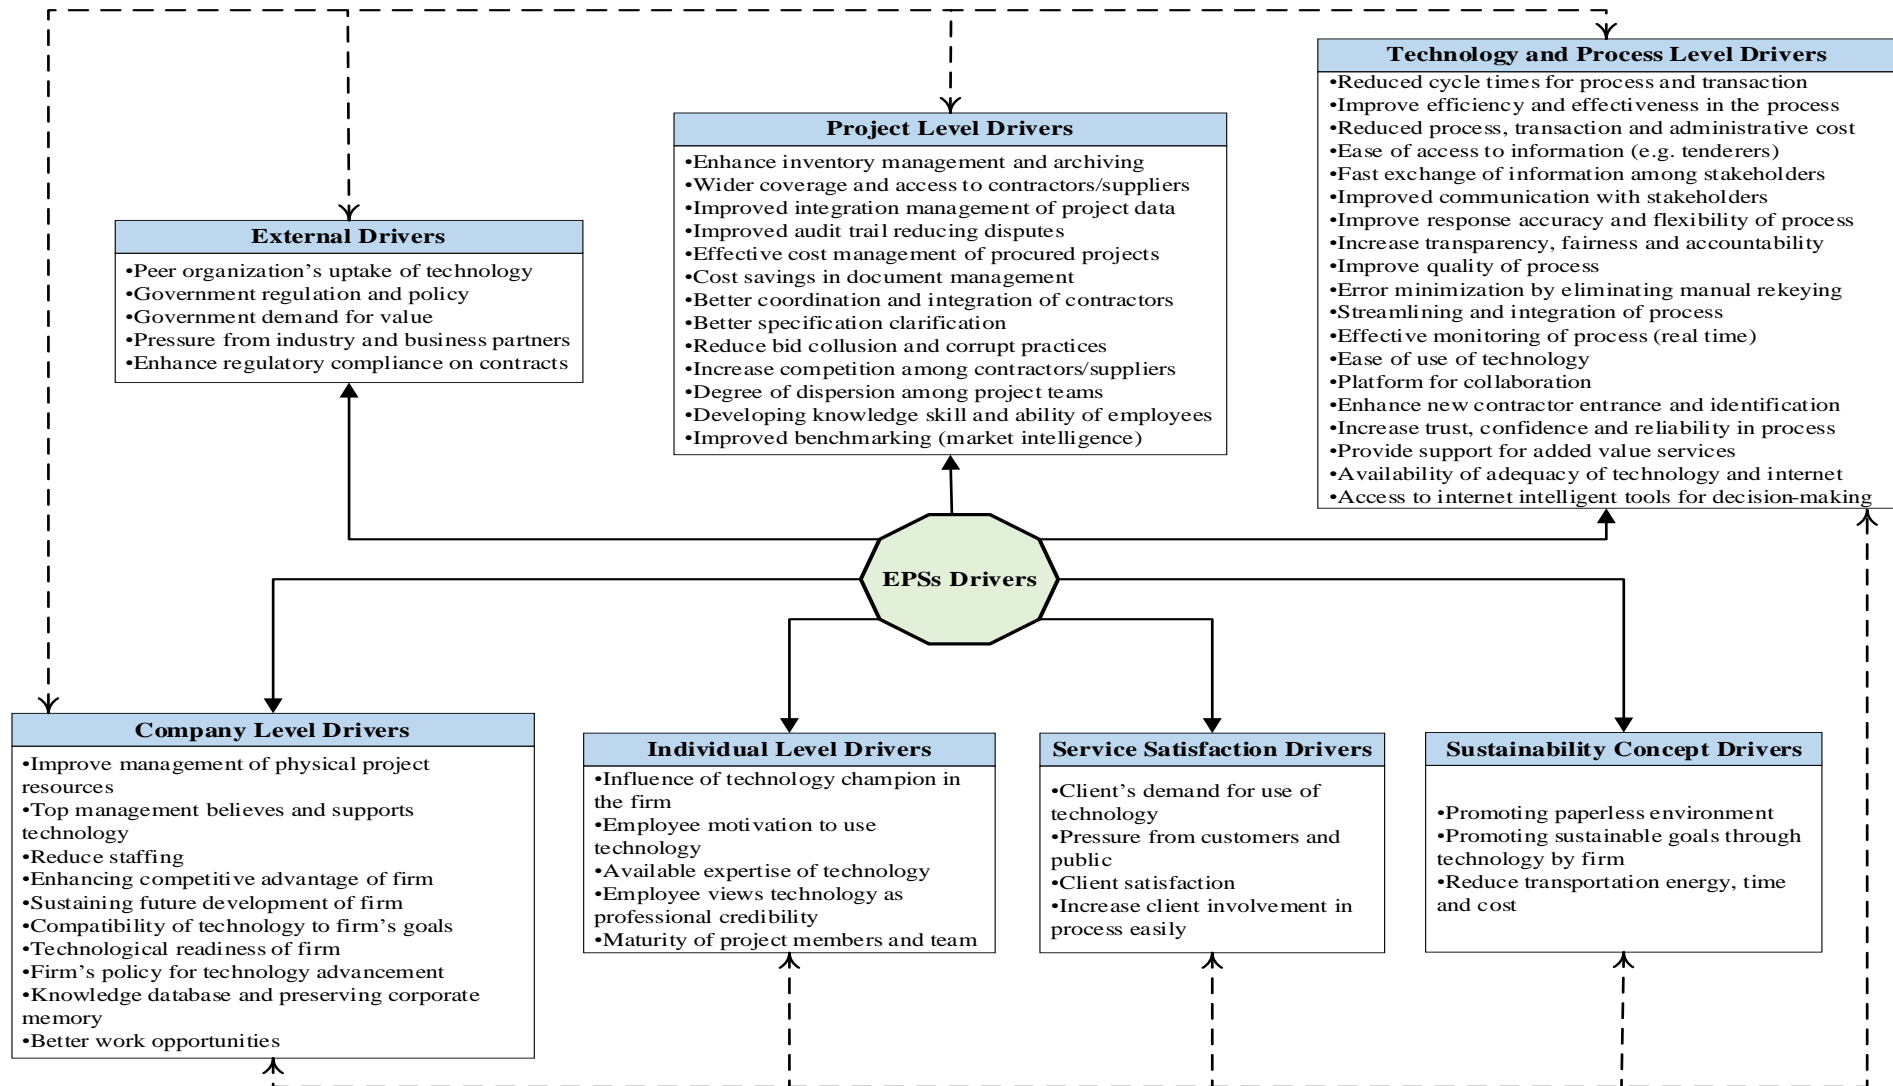 Technology and Process Level Drivers
•Reduced cycle times for process and transaction
•Improve efficiency and effectiveness in the process
•Reduced process, transaction and administrative cost
•Ease of access to information (e.g. tenderers)
•Fast exchange of information among stakeholders
•Improved communication with stakeholders
•Improve response accuracy and flexibility of process
•Increase transparency, fairness and accountability
•Improve quality of process
•Error minimization by eliminating manual rekeying
•Streamlining and integration of process
•Effective monitoring of process (real time)
•Ease of use of technology
•Platform for collaboration
•Enhance new contractor entrance and identification
•Increase trust, confidence and reliability in process
•Provide support for added value services
•Availability of adequacy of technology and internet
•Access to internet intelligent tools for decision-making
Project Level Drivers
•Enhance inventory management and archiving
•Wider coverage and access to contractors/suppliers
•Improved integration management of project data
•Improved audit trail reducing disputes
•Effective cost management of procured projects
•Cost savings in document management
•Better coordination and integration of contractors
•Better specification clarification
•Reduce bid collusion and corrupt practices
•Increase competition among contractors/suppliers
•Degree of dispersion among project teams
•Developing knowledge skill and ability of employees
•Improved benchmarking (market intelligence)
External Drivers
•Peer organization’s uptake of technology
•Government regulation and policy
•Government demand for value
•Pressure from industry and business partners
•Enhance regulatory compliance on contracts
EPSs Drivers
Company Level Drivers
•Improve management of physical project
resources
•Top management believes and supports
technology
•Reduce staffing
•Enhancing competitive advantage of firm
•Sustaining future development of firm
•Compatibility of technology to firm’s goals
•Technological readiness of firm
•Firm’s policy for technology advancement
•Knowledge database and preserving corporate
memory
•Better work opportunities
Individual Level Drivers
•Influence of technology champion in
the firm
•Employee motivation to use
technology
•Available expertise of technology
•Employee views technology as
professional credibility
•Maturity of project members and team
Service Satisfaction Drivers
•Client’s demand for use of
technology
•Pressure from customers and
public
•Client satisfaction
•Increase client involvement in
process easily
Sustainability Concept Drivers
•Promoting paperless environment
•Promoting sustainable goals through
technology by firm
•Reduce transportation energy, time
and cost